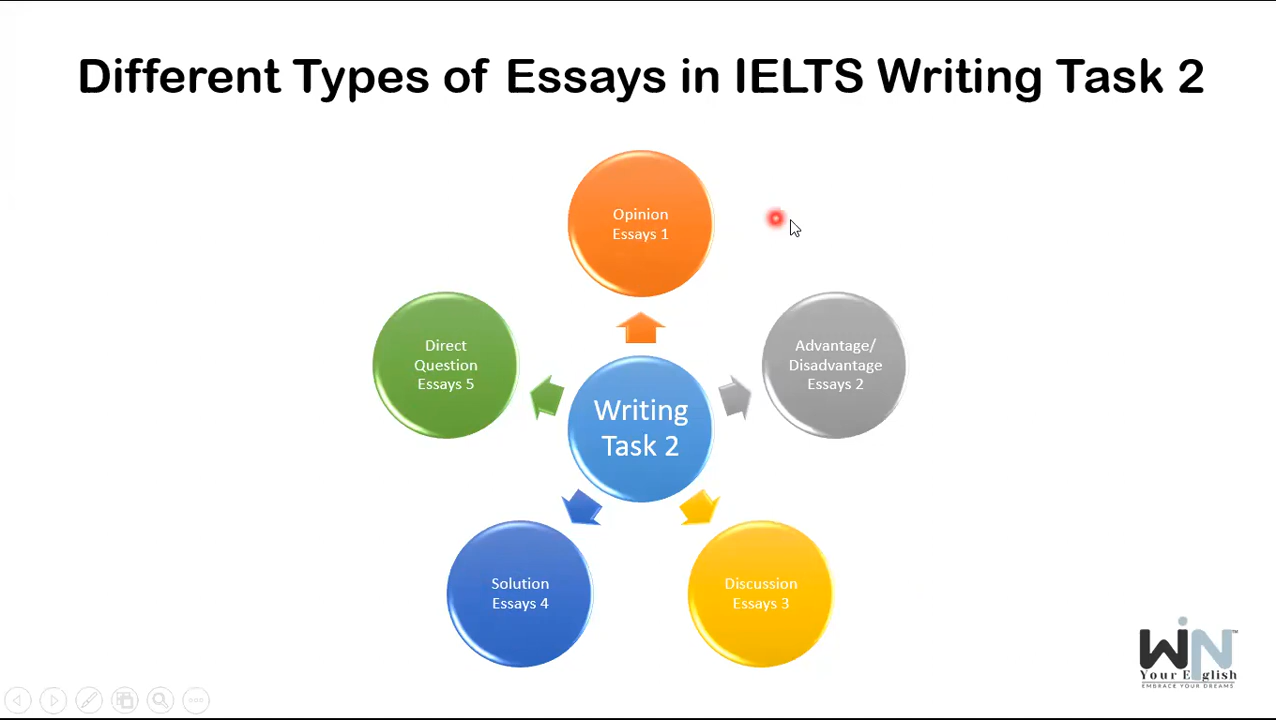 Different Types of Essays in IELTS Writing Task 2
Opinion
Essays 1
Advantage/
Disadvantage
Essays 2
Discussion
Essays 3
Solution
Essays 4
Direct
Question
Essays 5
Writing
Task 2
WiN™
Your English
EMBRACE YOUR DREAMS